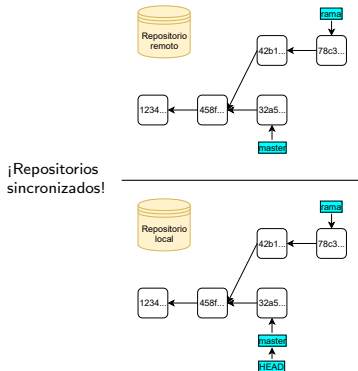 Repositorio
remoto
rama
42b1...
78c3...
1234...
458f...
32a5...
master
¡Repositorios
sincronizados!
Repositorio
local
rama
42b1...
78c3...
1234...
458f...
32a5...
master
HEAD